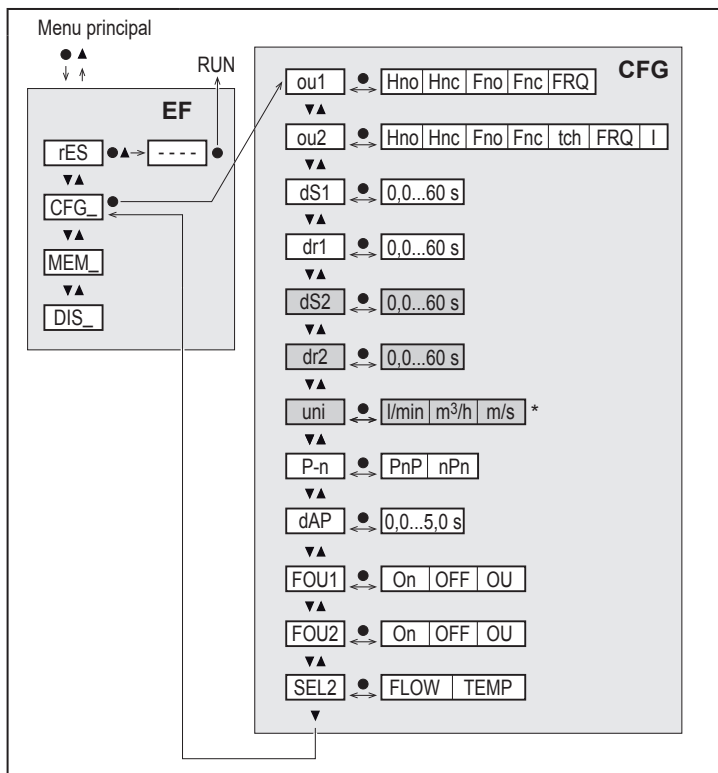 Menu principal
RUN
EF
rES - - - -
CFG_
MEM_
DIS_
CFG
ou1 Hno Hnc Fno Fnc FRQ
ou2 Hno Hnc Fno Fnc tch FRQ I
dS1 0,0...60 s
dr1 0,0...60 s
dS2 0,0...60 s
dr2 0,0...60 s
uni l/min m³/h m/s *
P-n PnP nPn
dAP 0,0...5,0 s
FOU1 On OFF OU
FOU2 On OFF OU
SEL2 FLOW TEMP